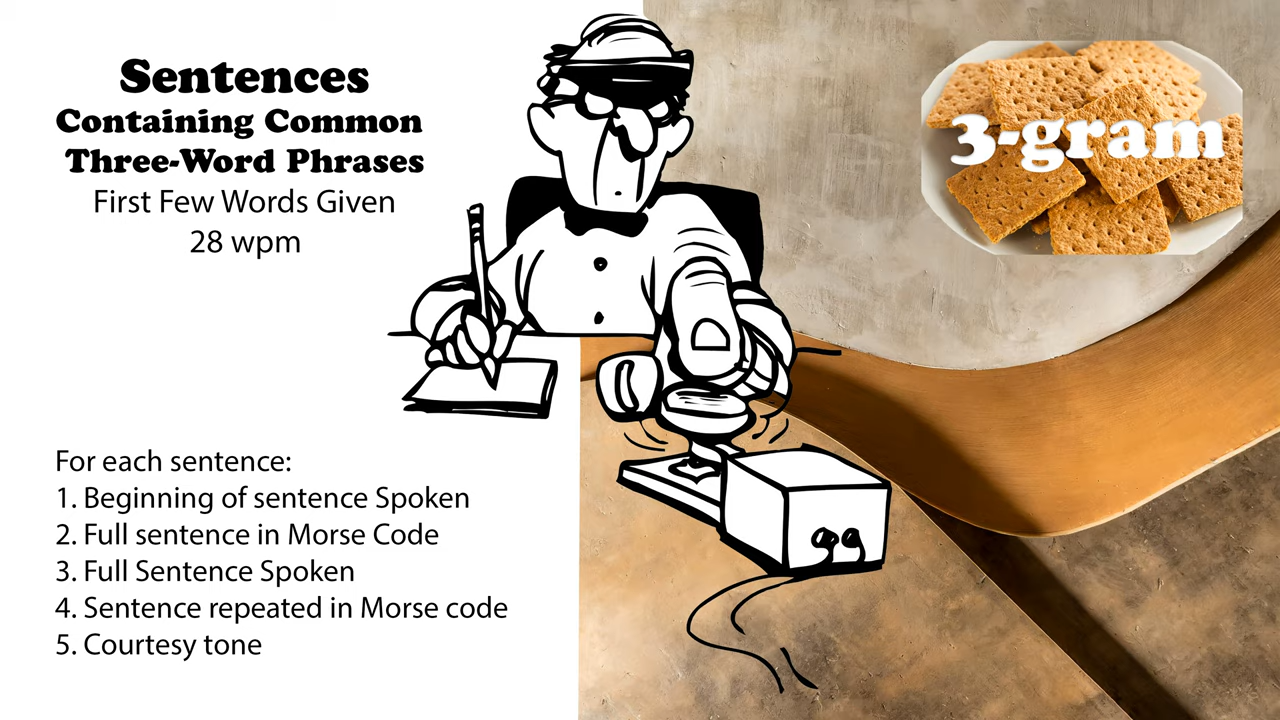 Sentences
Containing Common
Three-Word Phrases
First Few Words Given
28 wpm
3-gram
For each sentence:
1. Beginning of sentence Spoken
2. Full sentence in Morse Code
3. Full Sentence Spoken
4. Sentence repeated in Morse code
5. Courtesy tone